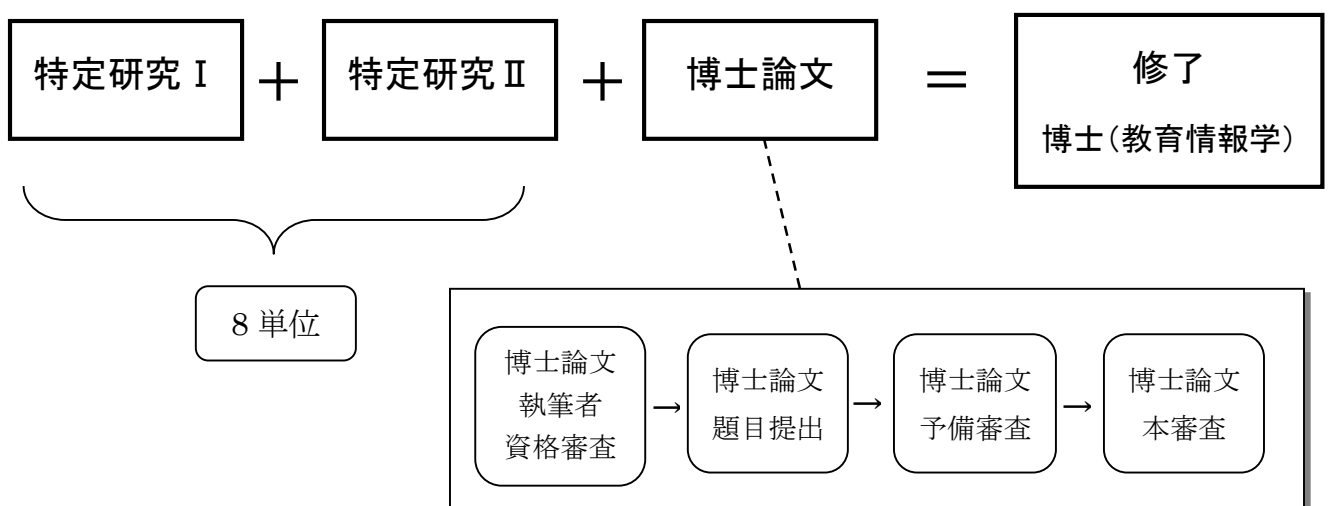 特定研究Ⅰ ＋ 特定研究Ⅱ ＋ 博士論文 ＝ 修了
博士（教育情報学）
8 単位
博士論文
執筆者
資格審査
→
博士論文
題目提出
→
博士論文
予備審査
→
博士論文
本審査